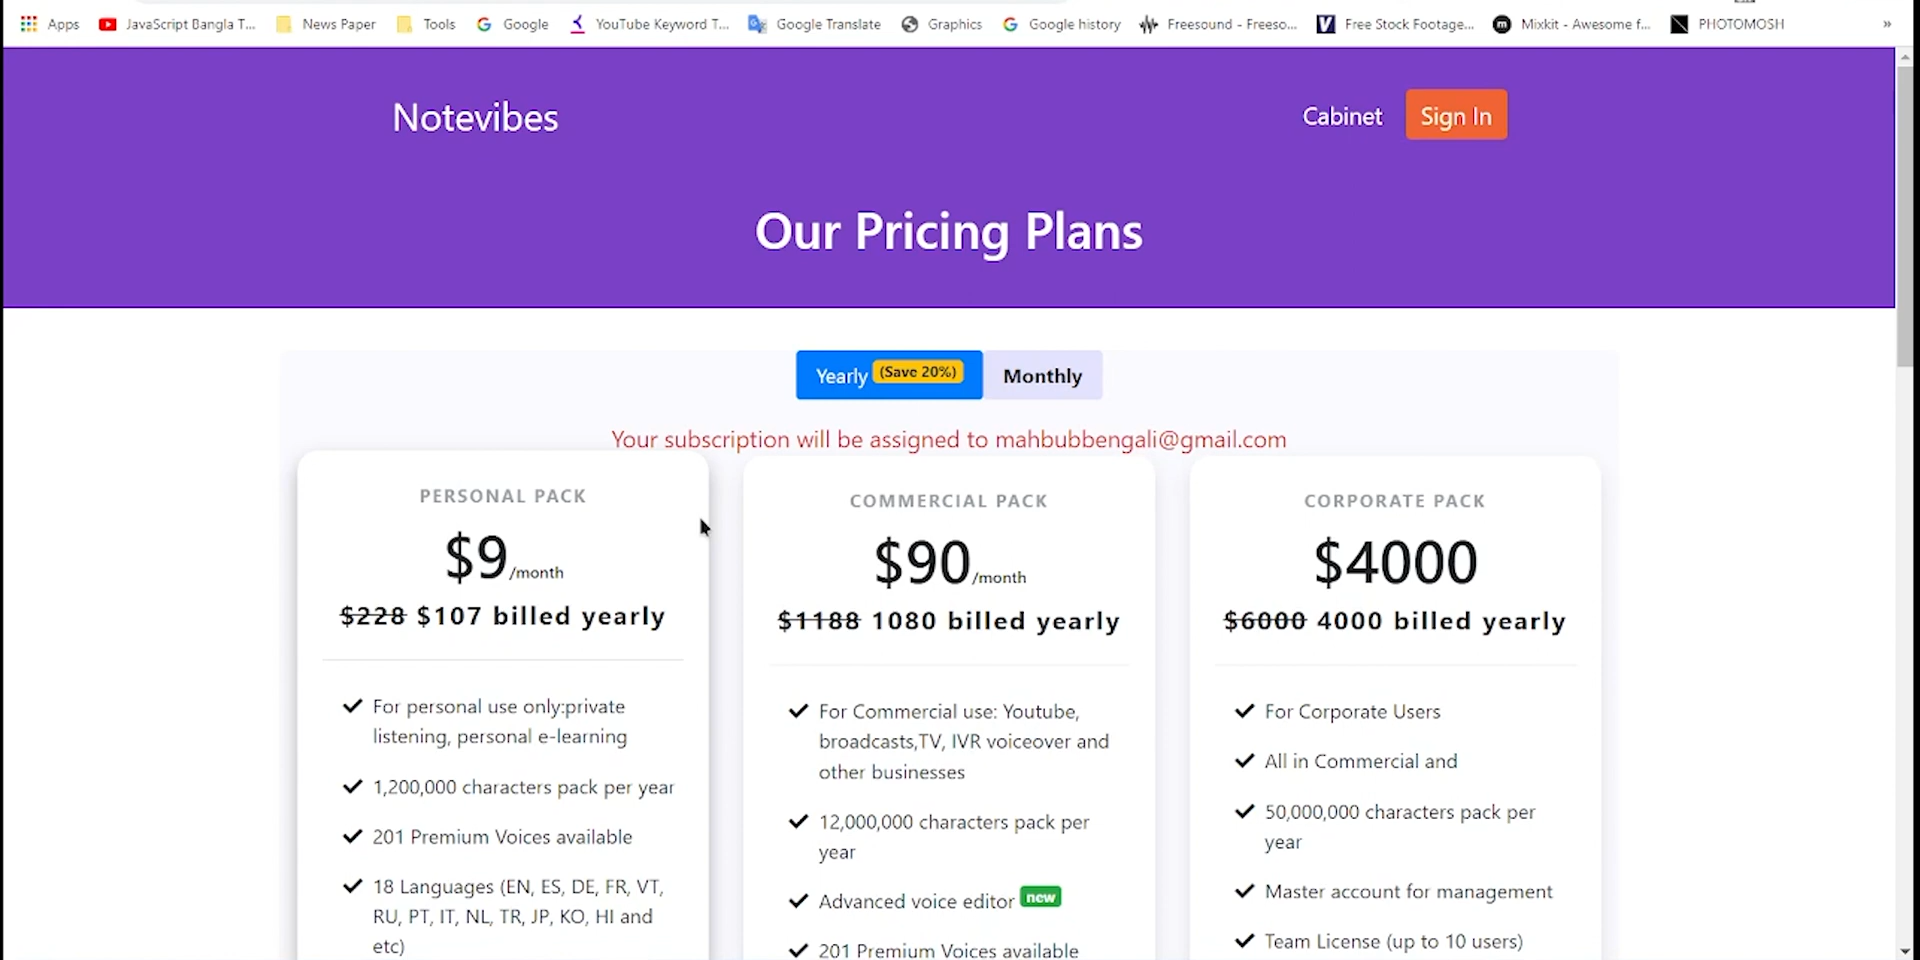 Apps JavaScript Bangla T... News Paper Tools Google YouTube Keyword T... Google Translate Graphics Google history Freesound - Freeso... Free Stock Footage... Mixkit - Awesome f... PHOTOMOSH »
Notevibes
Cabinet Sign In
Our Pricing Plans
Yearly (Save 20%) Monthly
Your subscription will be assigned to mahbubbengali@gmail.com
PERSONAL PACK
$9/month
$228 $107 billed yearly
For personal use only:private
listening, personal e-learning
1,200,000 characters pack per year
201 Premium Voices available
18 Languages (EN, ES, DE, FR, VT,
RU, PT, IT, NL, TR, JP, KO, HI and
etc)
COMMERCIAL PACK
$90/month
$1188 1080 billed yearly
For Commercial use: Youtube,
broadcasts,TV, IVR voiceover and
other businesses
12,000,000 characters pack per
year
Advanced voice editor new
201 Premium Voices available
CORPORATE PACK
$4000
$6000 4000 billed yearly
For Corporate Users
All in Commercial and
50,000,000 characters pack per
year
Master account for management
Team License (up to 10 users)